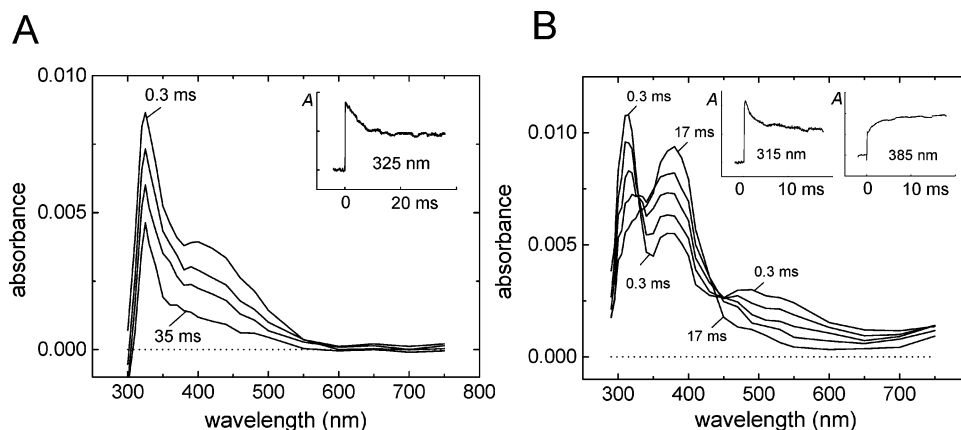 A
B
0.010
0.005
0.000
absorbance
0.3 ms
35 ms
A
325 nm
0 20 ms
300 400 500 600 700 800
wavelength (nm)
0.010
0.005
0.000
absorbance
0.3 ms
17 ms
0.3 ms
0.3 ms
17 ms
A
315 nm
0 10 ms
A
385 nm
0 10 ms
300 400 500 600 700
wavelength (nm)